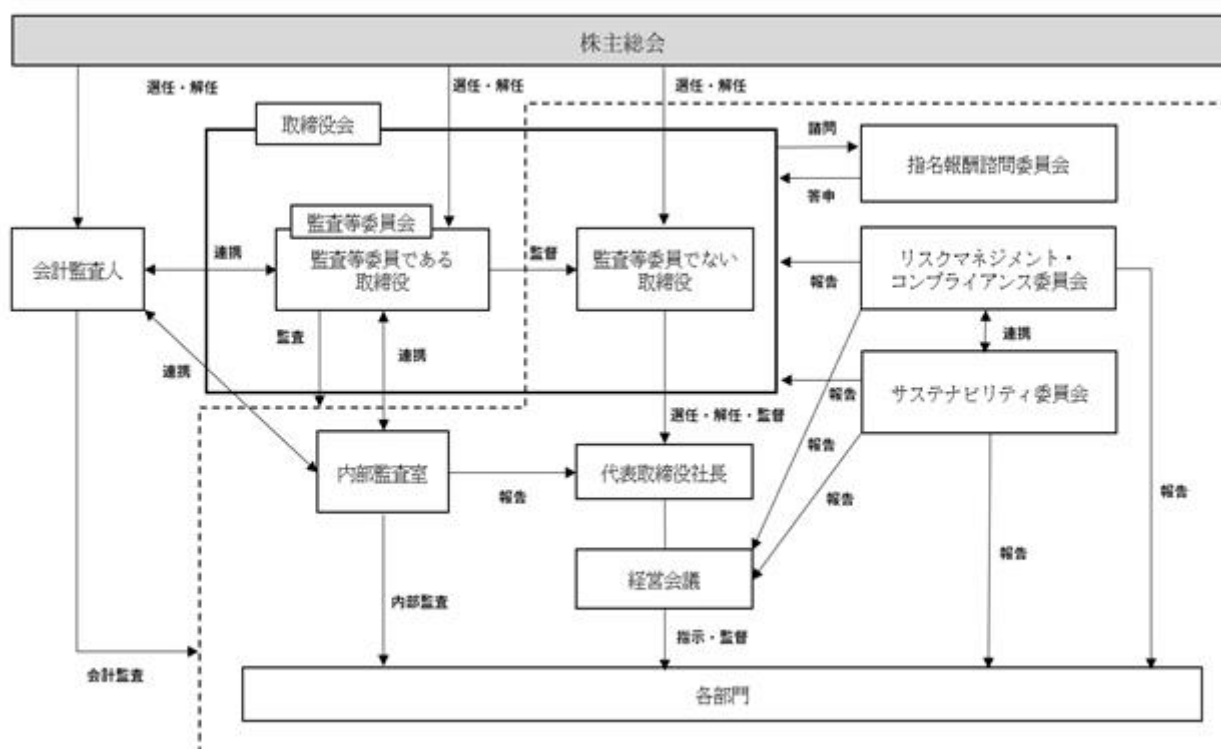 株主総会
選任・解任
選任・解任
選任・解任
取締役会
諮問
指名報酬諮問委員会
答申
監査等委員会
会計監査人
連携
監査等委員である
取締役
監督
監査等委員でない
取締役
報告
リスクマネジメント・
コンプライアンス委員会
監査
連携
連携
連携
報告
サステナビリティ委員会
選任・解任・監督
報告
内部監査室
報告
代表取締役社長
報告
報告
報告
経営会議
内部監査
指示・監督
会計監査
各部門